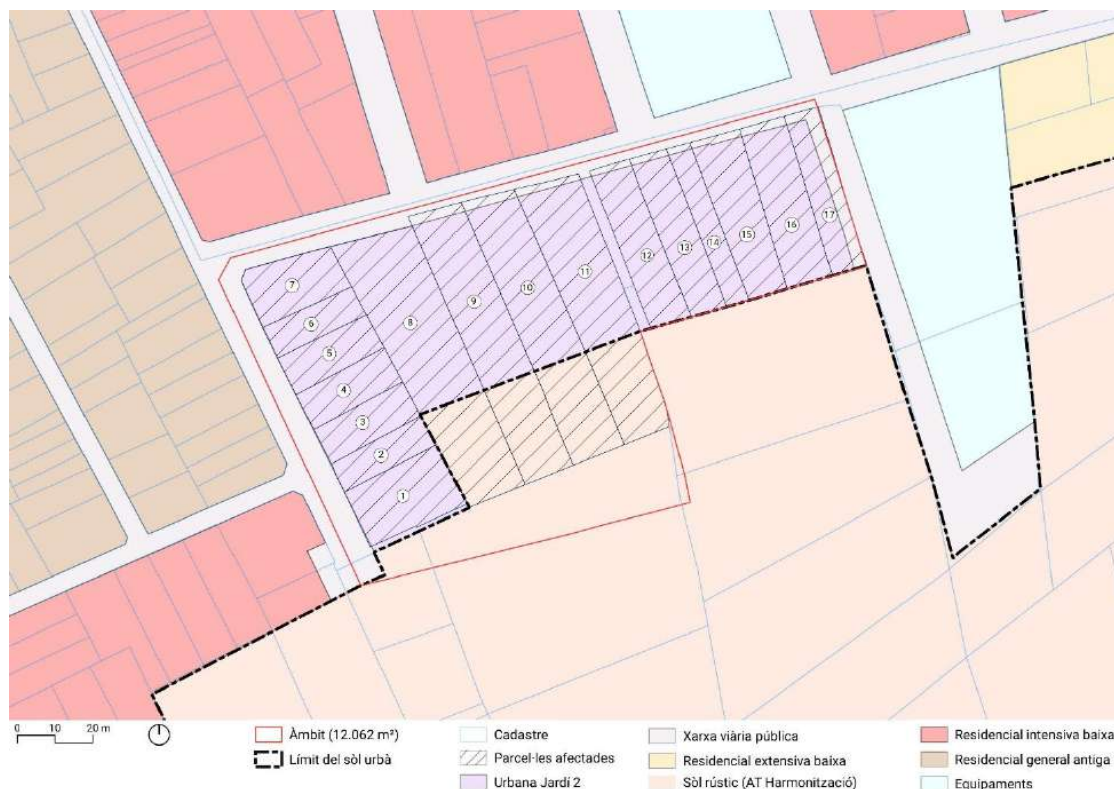 17
16
15
14
13
12
11
10
9
8
7
6
5
4
3
2
1
0 10 20 m
Àmbit (12.062 m²)
Límit del sòl urbà
Cadastre
Parcel·les afectades
Urbana Jardí 2
Xarxa viària pública
Residencial extensiva baixa
Sòl rústic (AT Harmonització)
Residencial intensiva baixa
Residencial general antiga
Equipaments